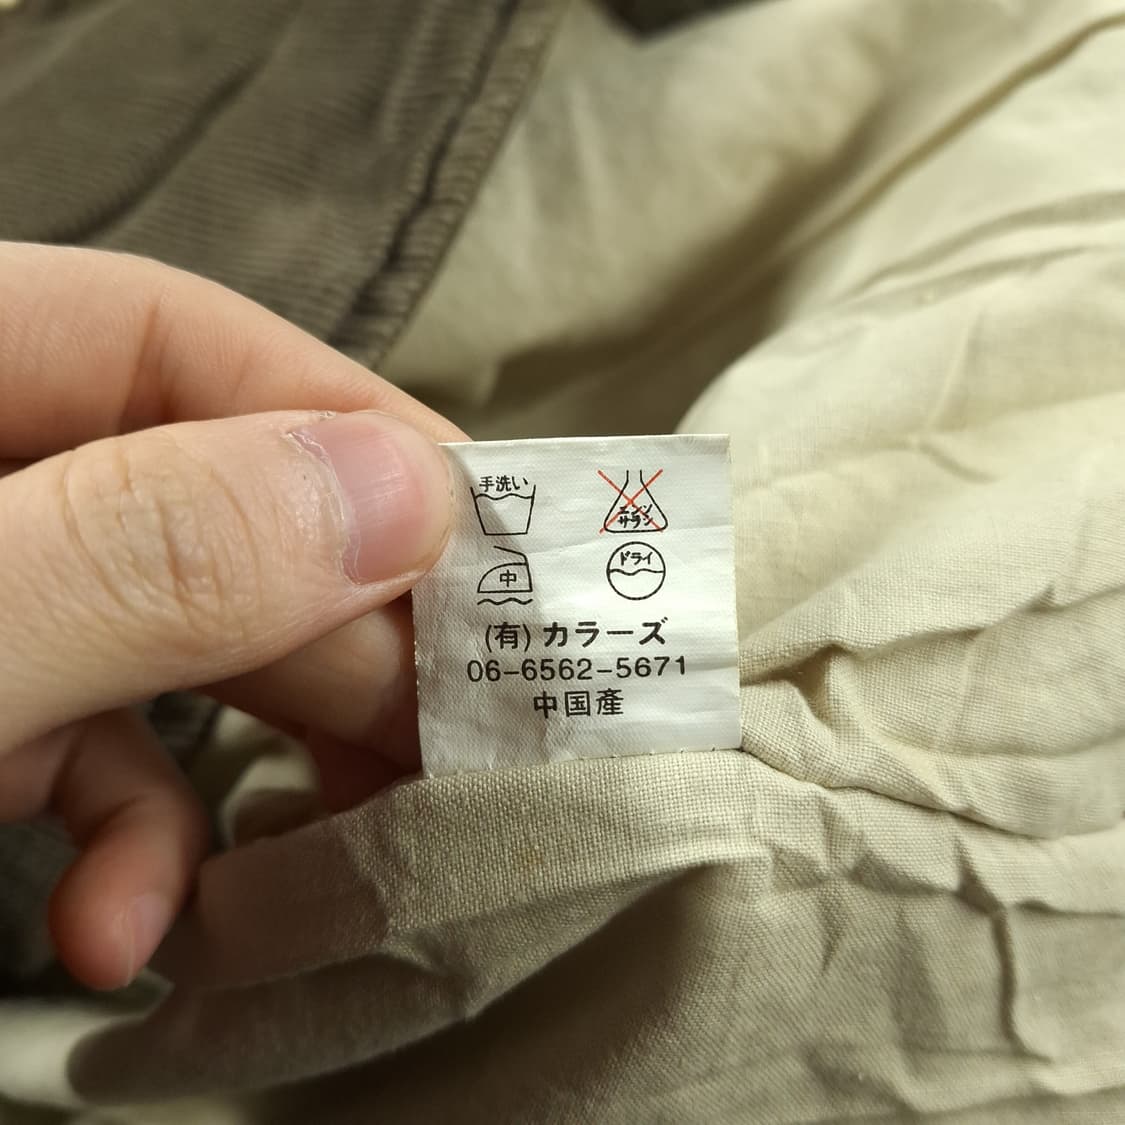 手洗い
エンソ
サラシ
中
ドライ
(有) カラーズ
06-6562-5671
中国産